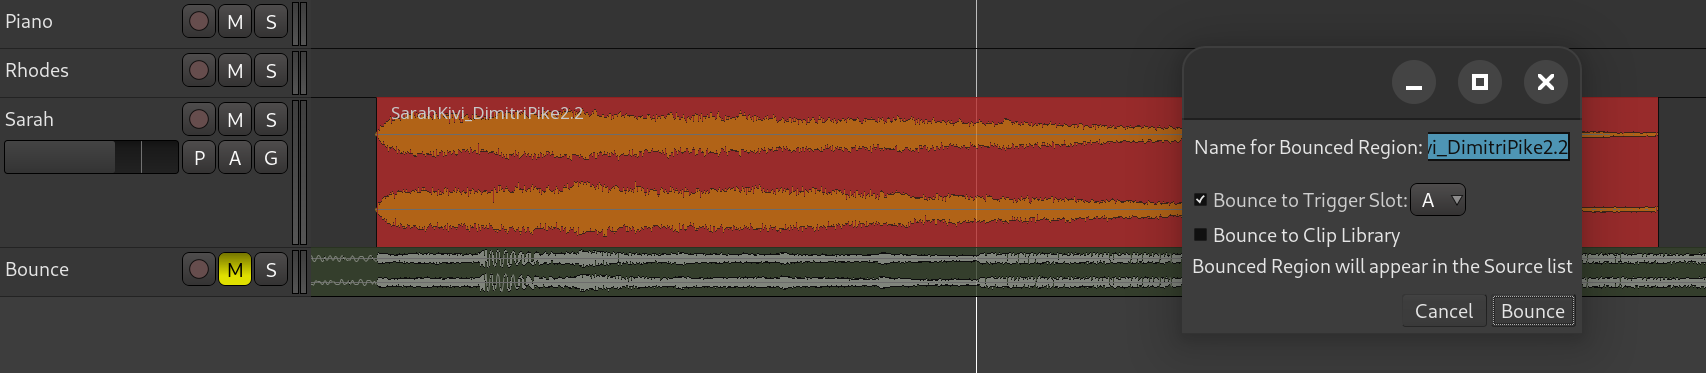 Piano M S
Rhodes M S
Sarah M S
P A G
Bounce M S
SarahKivi_DimitriPike2.2
Name for Bounced Region: vi_DimitriPike2.2
Bounce to Trigger Slot: A
Bounce to Clip Library
Bounced Region will appear in the Source list
Cancel Bounce